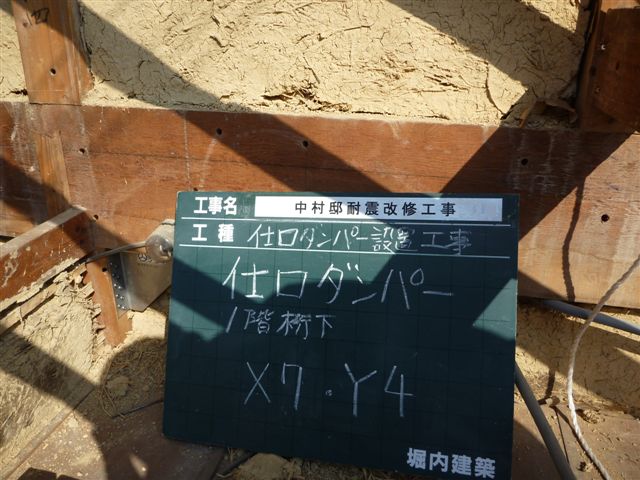 工事名 中村邸耐震改修工事
工種 仕口ダンパー設置工事
仕口ダンパー
1階桁下
X7・Y4
堀内建築